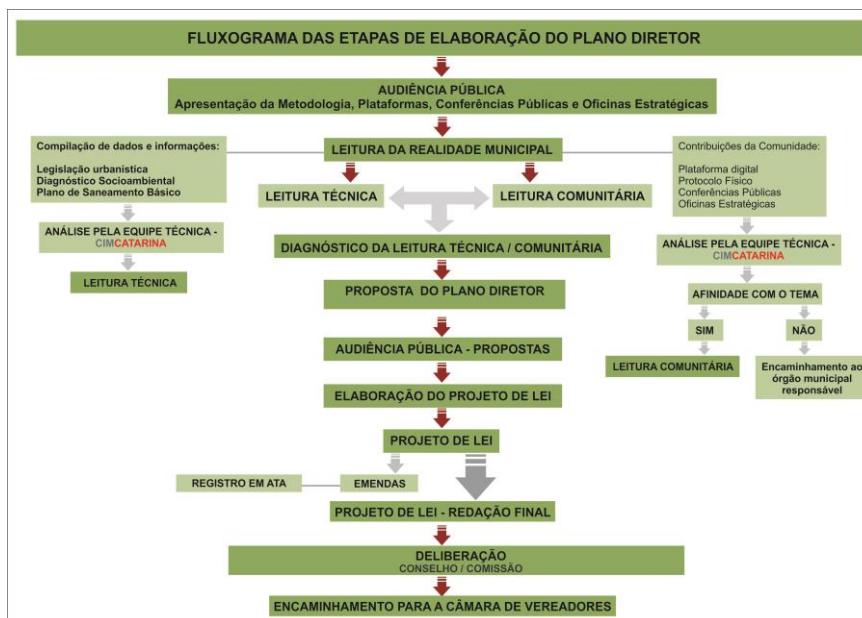 FLUXOGRAMA DAS ETAPAS DE ELABORAÇÃO DO PLANO DIRETOR
AUDIÊNCIA PÚBLICA
Apresentação da Metodologia, Plataformas, Conferências Públicas e Oficinas Estratégicas
Compilação de dados e informações:
Legislação urbanística
Diagnóstico Socioambiental
Plano de Saneamento Básico
ANÁLISE PELA EQUIPE TÉCNICA -
CIMCATARINA
LEITURA TÉCNICA
LEITURA DA REALIDADE MUNICIPAL
LEITURA TÉCNICA
LEITURA COMUNITÁRIA
Contribuições da Comunidade:
Plataforma digital
Protocolo Físico
Conferências Públicas
Oficinas Estratégicas
ANÁLISE PELA EQUIPE TÉCNICA -
CIMCATARINA
AFINIDADE COM O TEMA
SIM
NÃO
LEITURA COMUNITÁRIA
Encaminhamento ao
órgão municipal
responsável
DIAGNÓSTICO DA LEITURA TÉCNICA / COMUNITÁRIA
PROPOSTA DO PLANO DIRETOR
AUDIÊNCIA PÚBLICA - PROPOSTAS
ELABORAÇÃO DO PROJETO DE LEI
PROJETO DE LEI
REGISTRO EM ATA
EMENDAS
PROJETO DE LEI - REDAÇÃO FINAL
DELIBERAÇÃO
CONSELHO / COMISSÃO
ENCAMINHAMENTO PARA A CÂMARA DE VEREADORES